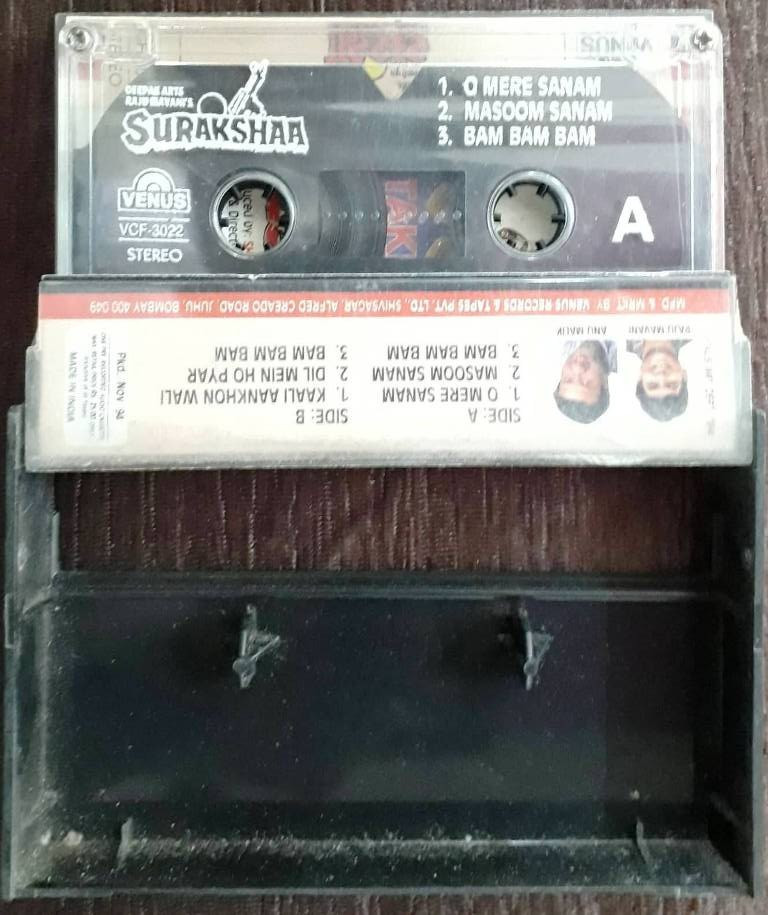 DEEPAK ARTS
RAJU MAVANI'S
SURAKSHAA
1. O MERE SANAM
2. MASOOM SANAM
3. BAM BAM BAM
VENUS
VCF-3022
STEREO
A
TAK
MFD & MRKT. BY VENUS RECORDS & TAPES PVT. LTD., SHIVSAGAR, ALFRED CREADO ROAD, JUHU, BOMBAY 400 049
RAJU MAVANI
ANU MALIK
SIDE: A
1. O MERE SANAM
2. MASOOM SANAM
3. BAM BAM BAM
SIDE: B
1. KAALI AANKHON WALI
2. DIL MEIN HO PYAR
3. BAM BAM BAM
Pkd. Nov 94
MADE IN INDIA
VENUS